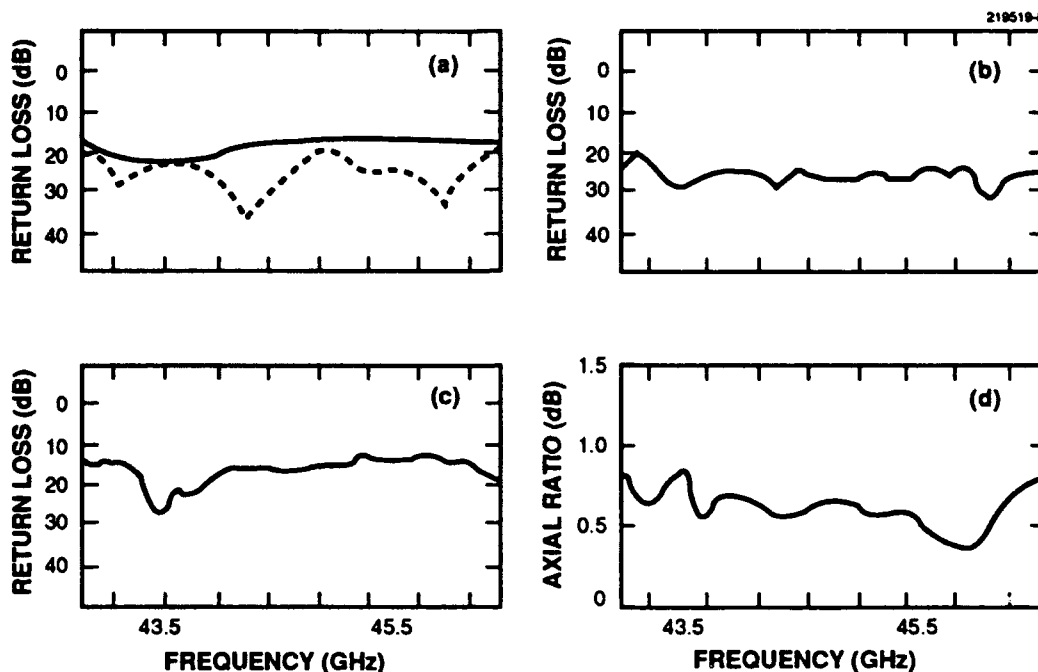 219519-
(a)
RETURN LOSS (dB)
0
10
20
30
40
(b)
RETURN LOSS (dB)
0
10
20
30
40
(c)
RETURN LOSS (dB)
0
10
20
30
40
43.5
45.5
FREQUENCY (GHz)
(d)
AXIAL RATIO (dB)
1.5
1.0
0.5
0
43.5
45.5
FREQUENCY (GHz)